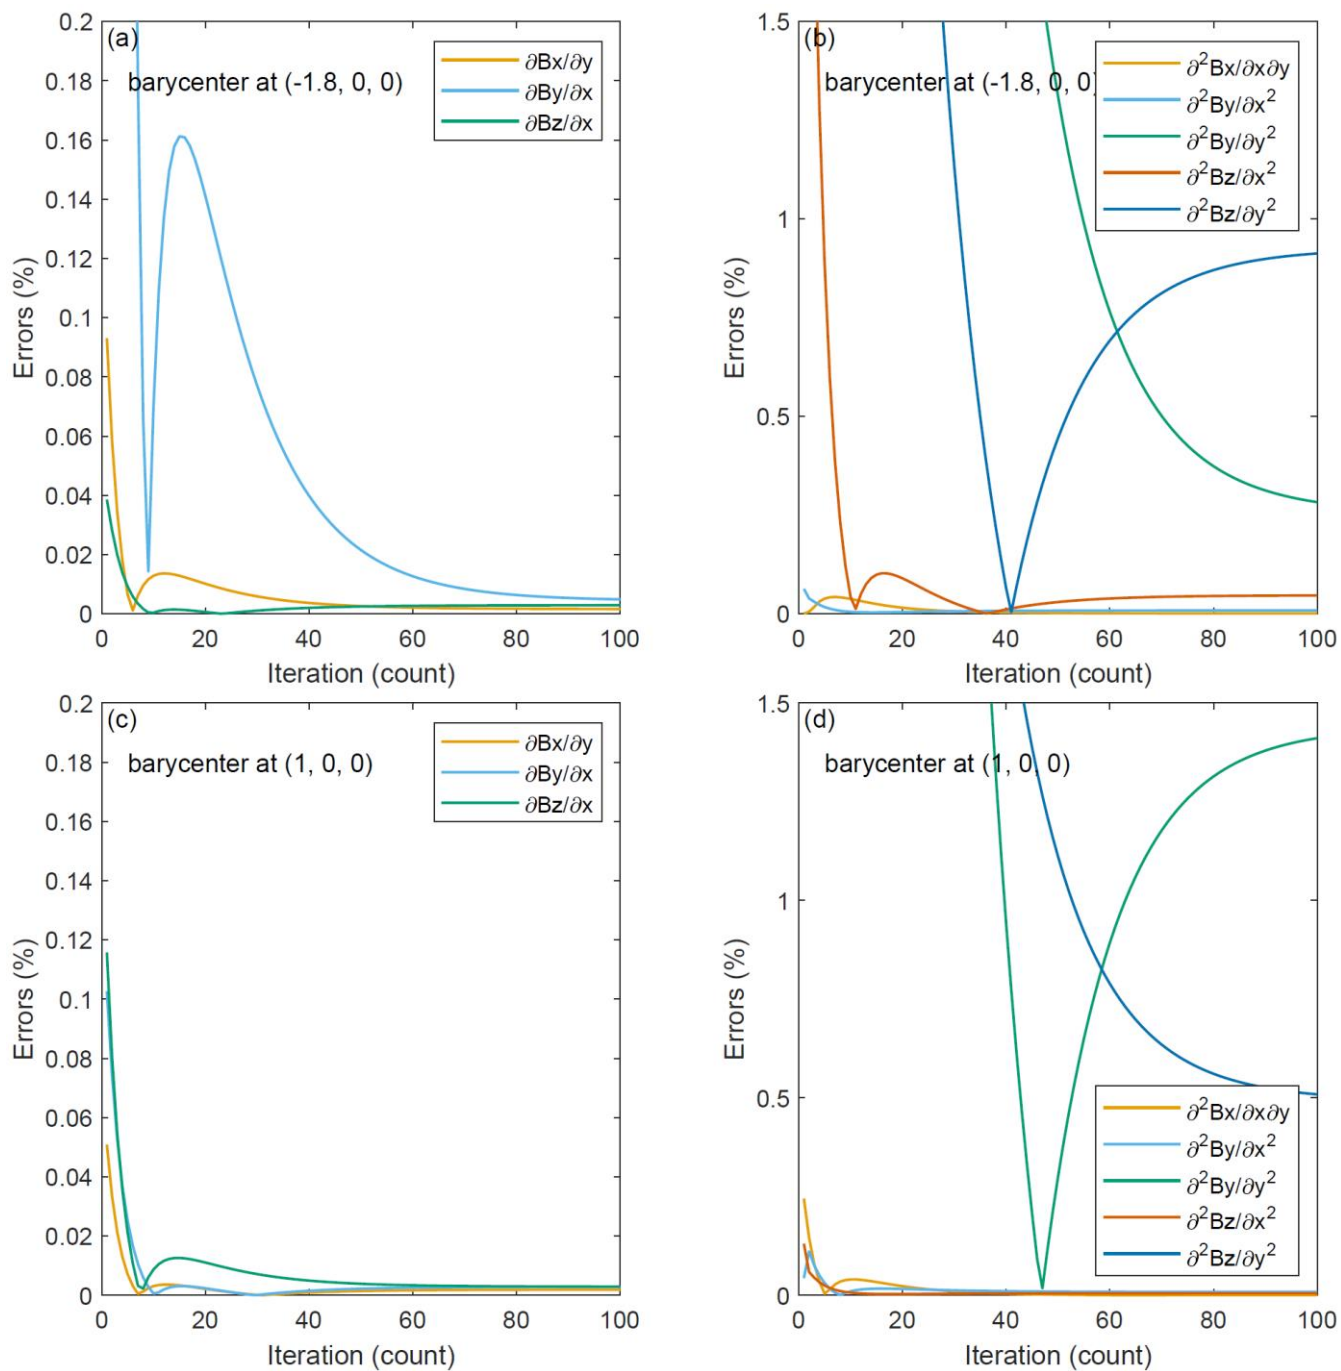 (a)
barycenter at (-1.8, 0, 0)
∂Bx/∂y
∂By/∂x
∂Bz/∂x
0.2
0.18
0.16
0.14
0.12
0.1
0.08
0.06
0.04
0.02
0
Errors (%)
0 20 40 60 80 100
Iteration (count)
(b)
barycenter at (-1.8, 0, 0)
∂²Bx/∂x∂y
∂²By/∂x²
∂²By/∂y²
∂²Bz/∂x²
∂²Bz/∂y²
1.5
1
0.5
0
Errors (%)
0 20 40 60 80 100
Iteration (count)
(c)
barycenter at (1, 0, 0)
∂Bx/∂y
∂By/∂x
∂Bz/∂x
0.2
0.18
0.16
0.14
0.12
0.1
0.08
0.06
0.04
0.02
0
Errors (%)
0 20 40 60 80 100
Iteration (count)
(d)
barycenter at (1, 0, 0)
∂²Bx/∂x∂y
∂²By/∂x²
∂²By/∂y²
∂²Bz/∂x²
∂²Bz/∂y²
1.5
1
0.5
0
Errors (%)
0 20 40 60 80 100
Iteration (count)